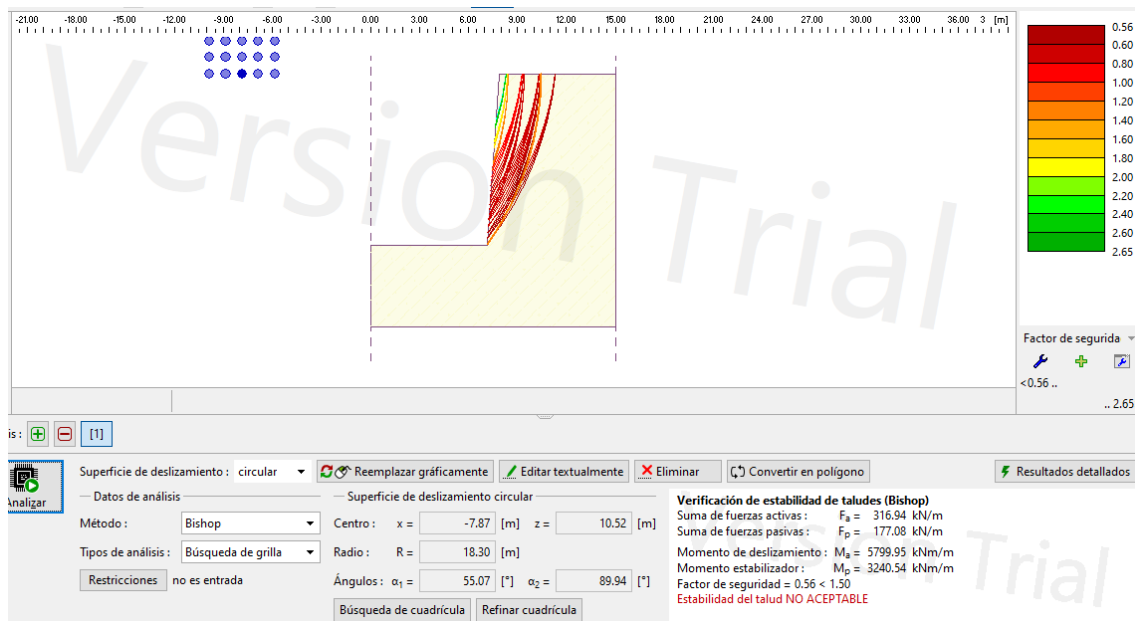 -21.00 -18.00 -15.00 -12.00 -9.00 -6.00 -3.00 0.00 3.00 6.00 9.00 12.00 15.00 18.00 21.00 24.00 27.00 30.00 33.00 36.00 3 [m]
0.56
0.60
0.80
1.00
1.20
1.40
1.60
1.80
2.00
2.20
2.40
2.60
2.65
Version Trial
Factor de segurida
<0.56 ..
.. 2.65
is : [1]
Analizar
Superficie de deslizamiento : circular Reemplazar gráficamente Editar textualmente Eliminar Convertir en polígono Resultados detallados
Datos de análisis
Método : Bishop
Tipos de análisis : Búsqueda de grilla
Restricciones no es entrada
Superficie de deslizamiento circular
Centro : x = -7.87 [m] z = 10.52 [m]
Radio : R = 18.30 [m]
Ángulos : α1 = 55.07 [°] α2 = 89.94 [°]
Búsqueda de cuadrícula Refinar cuadrícula
Verificación de estabilidad de taludes (Bishop)
Suma de fuerzas activas : Fa = 316.94 kN/m
Suma de fuerzas pasivas : Fp = 177.08 kN/m
Momento de deslizamiento : Ma = 5799.95 kNm/m
Momento estabilizador : Mp = 3240.54 kNm/m
Factor de seguridad = 0.56 < 1.50
Estabilidad del talud NO ACEPTABLE
Version Trial